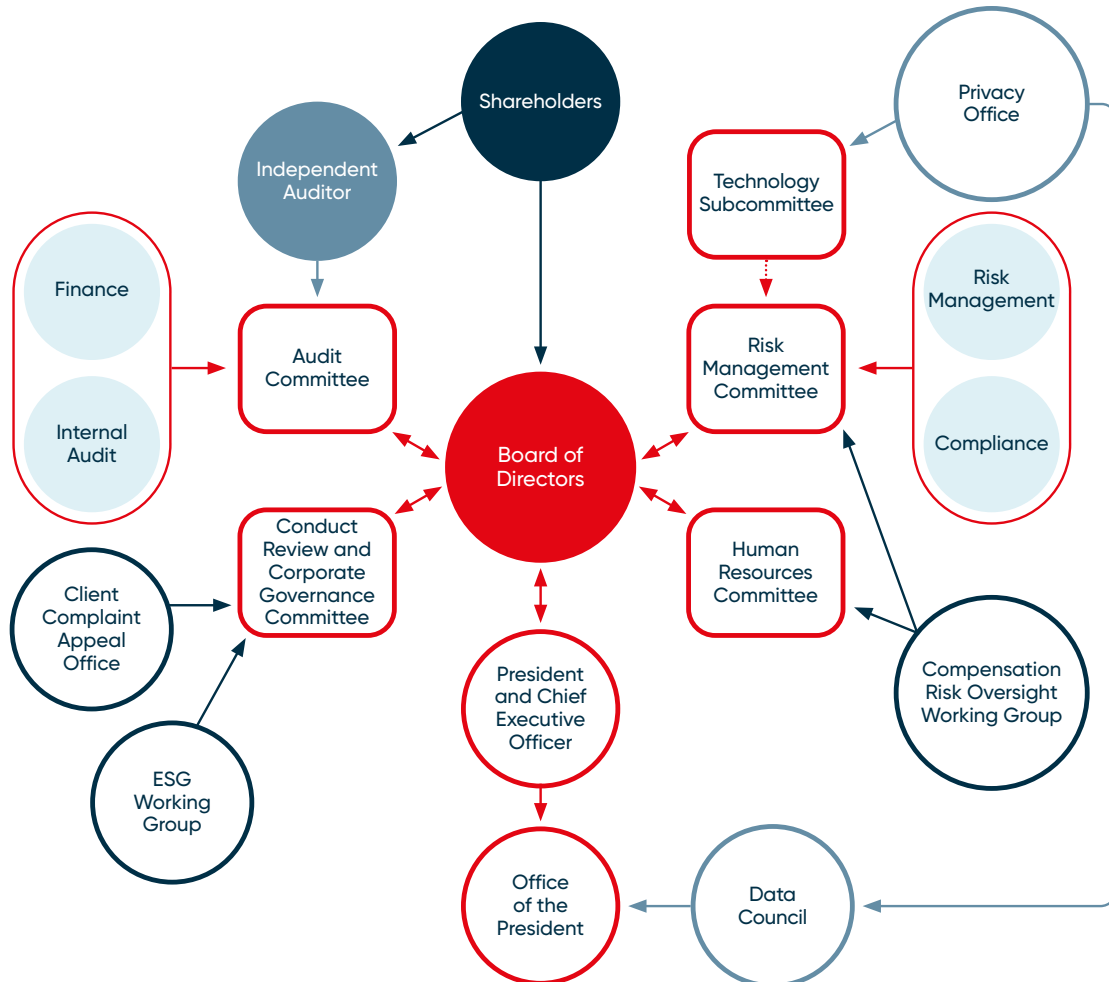 Shareholders
Privacy
Office
Independent
Auditor
Technology
Subcommittee
Finance
Internal
Audit
Audit
Committee
Risk
Management
Committee
Risk
Management
Compliance
Board of
Directors
Conduct
Review and
Corporate
Governance
Committee
Human
Resources
Committee
Client
Complaint
Appeal
Office
ESG
Working
Group
President
and Chief
Executive
Officer
Compensation
Risk Oversight
Working Group
Office
of the
President
Data
Council